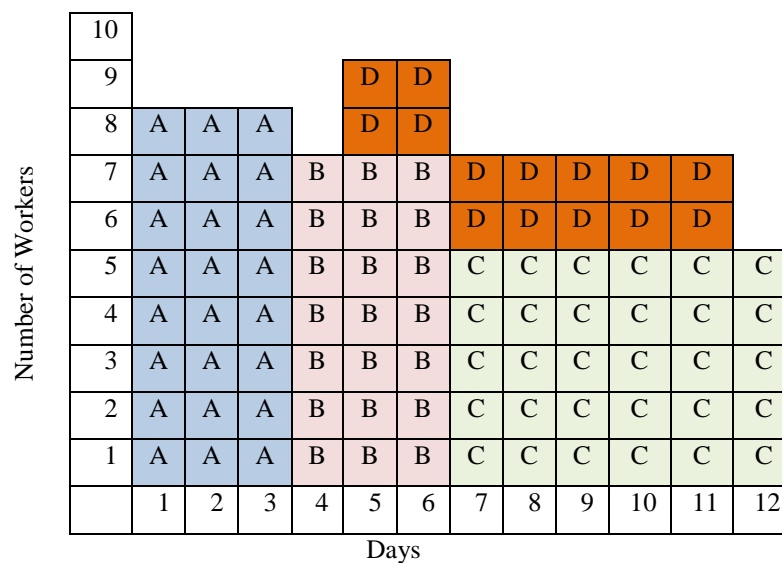 10
9 D D
8 A A A D D
7 A A A B B B D D D D D
6 A A A B B B D D D D D
5 A A A B B B C C C C C C
4 A A A B B B C C C C C C
3 A A A B B B C C C C C C
2 A A A B B B C C C C C C
1 A A A B B B C C C C C C
1 2 3 4 5 6 7 8 9 10 11 12
Days
Number of Workers